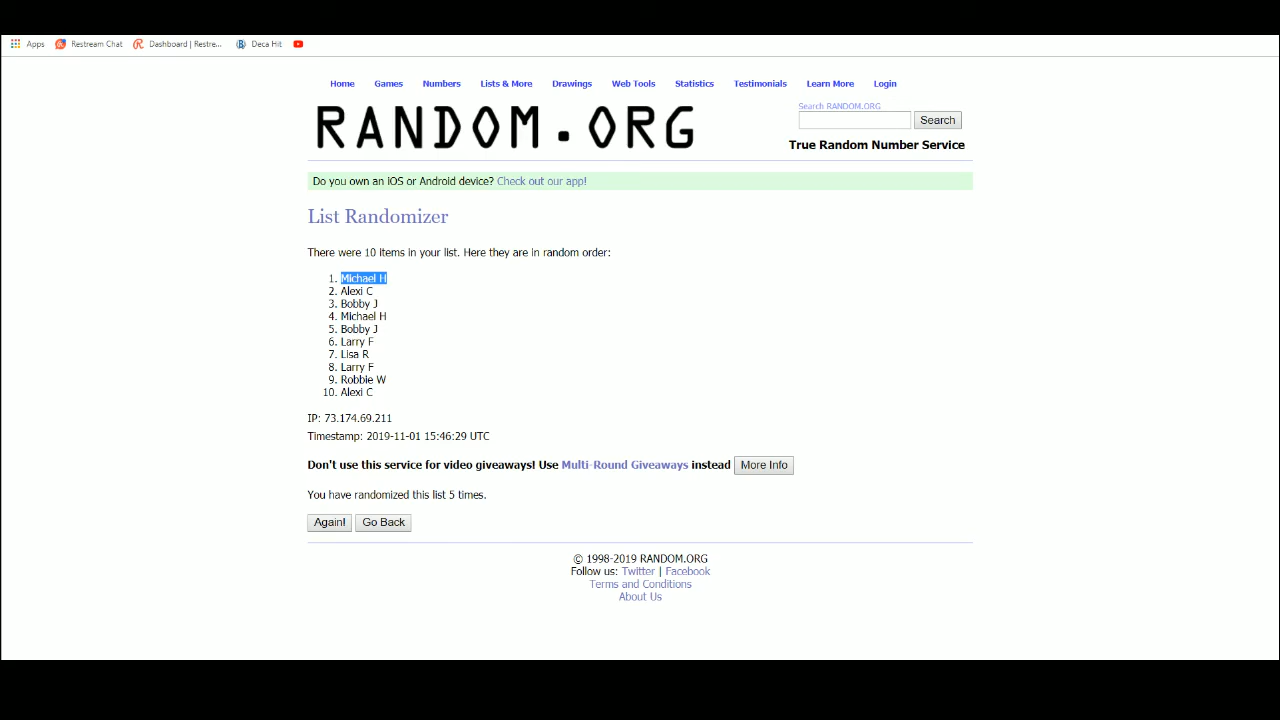 Apps Restream Chat Dashboard | Restre... Deca Hit
Home Games Numbers Lists & More Drawings Web Tools Statistics Testimonials Learn More Login
RANDOM.ORG
Search RANDOM.ORG
Search
True Random Number Service
Do you own an iOS or Android device? Check out our app!
List Randomizer
There were 10 items in your list. Here they are in random order:
1. Michael H
2. Alexi C
3. Bobby J
4. Michael H
5. Bobby J
6. Larry F
7. Lisa R
8. Larry F
9. Robbie W
10. Alexi C
IP: 73.174.69.211
Timestamp: 2019-11-01 15:46:29 UTC
Don't use this service for video giveaways! Use Multi-Round Giveaways instead More Info
You have randomized this list 5 times.
Again! Go Back
© 1998-2019 RANDOM.ORG
Follow us: Twitter | Facebook
Terms and Conditions
About Us